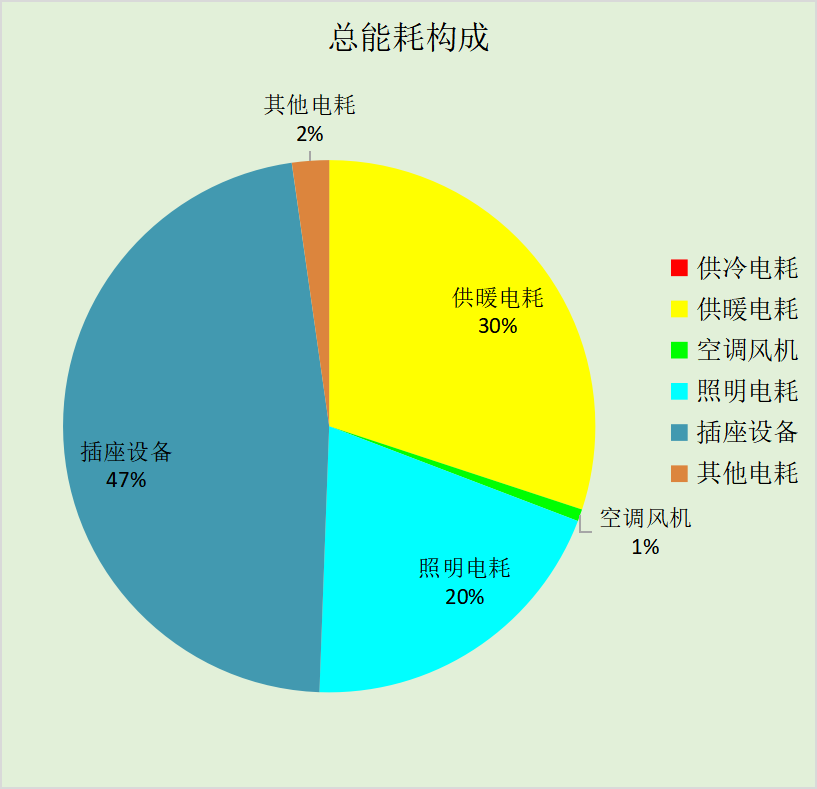 总能耗构成
其他电耗
2%
供暖电耗
30%
空调风机
1%
照明电耗
20%
插座设备
47%
供冷电耗
供暖电耗
空调风机
照明电耗
插座设备
其他电耗